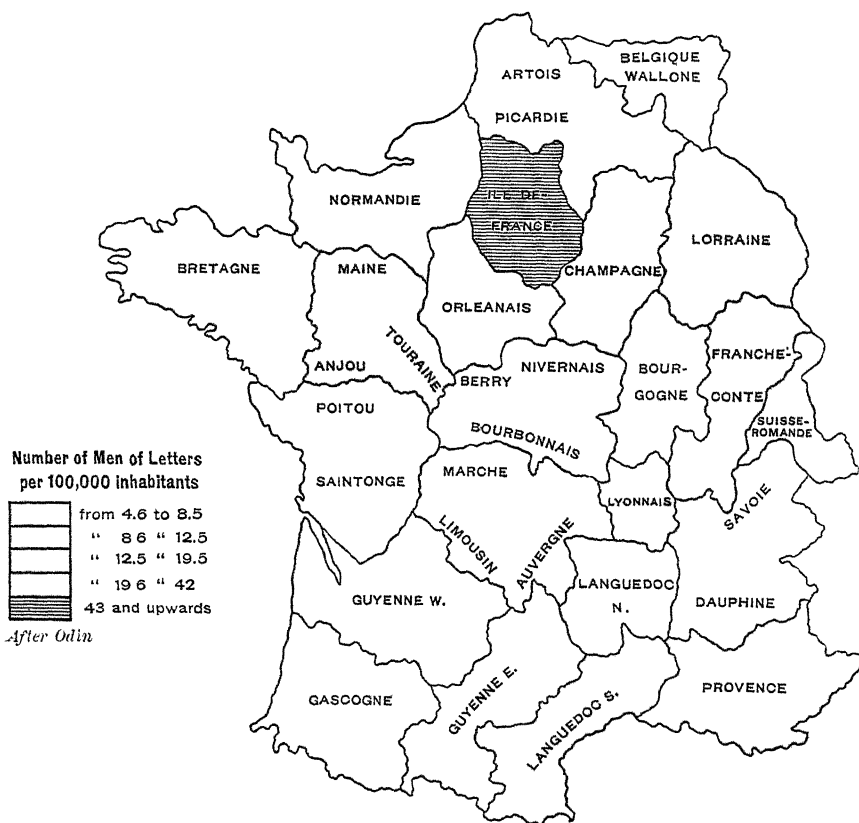 BELGIQUE
WALLONE
ARTOIS
PICARDIE
NORMANDIE
ILE-DE-
FRANCE
LORRAINE
BRETAGNE
MAINE
CHAMPAGNE
ORLEANAIS
TOURAINE
ANJOU
BERRY
NIVERNAIS
BOUR-
GOGNE
FRANCHE-
CONTE
POITOU
BOURBONNAIS
SUISSE-
ROMANDE
SAINTONGE
MARCHE
LYONNAIS
SAVOIE
LIMOUSIN
AUVERGNE
GUYENNE W.
LANGUEDOC
N.
DAUPHINE
GASCOGNE
GUYENNE E.
LANGUEDOC S.
PROVENCE
Number of Men of Letters
per 100,000 inhabitants
from 4.6 to 8.5
“ 8 6 “ 12.5
“ 12.5 “ 19.5
“ 19 6 “ 42
43 and upwards
After Odin